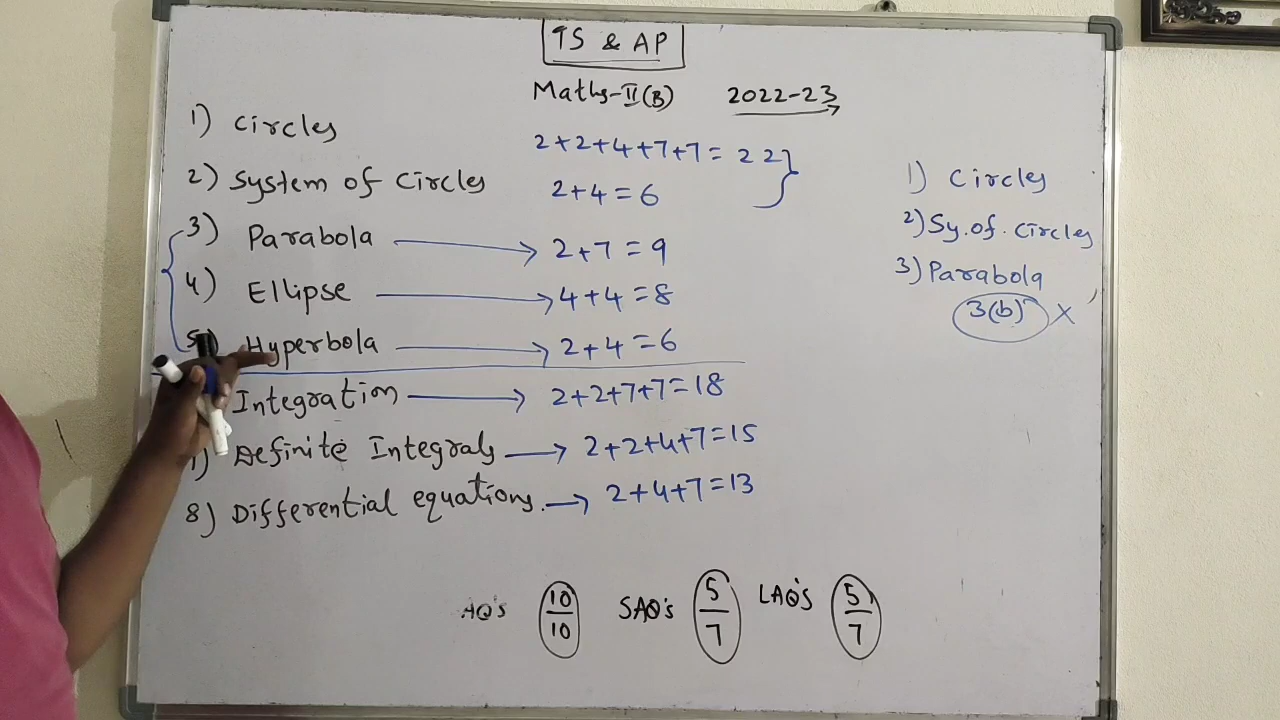 TS & AP
Maths-II(B) 2022-23
1) Circles 2+2+4+7+7=22
2) System of Circles 2+4=6
3) Parabola → 2+7=9
4) Ellipse → 4+4=8
5) Hyperbola → 2+4=6
Integration → 2+2+7+7=18
) Definite Integrals → 2+2+4+7=15
8) Differential equations. → 2+4+7=13
1) Circles
2) Sy.of.Circles
3) Parabola
3(b) X
AQ's 10/10 SAQ's 5/7 LAQ's 5/7